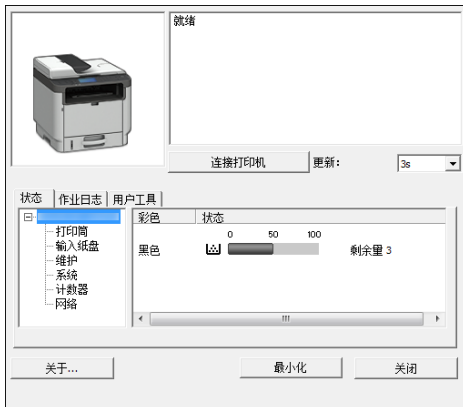 就绪
连接打印机 更新: 3s
状态 作业日志 用户工具
彩色 状态
打印筒
输入纸盘
维护
系统
计数器
网络
0 50 100
黑色 剩余量 3
关于... 最小化 关闭